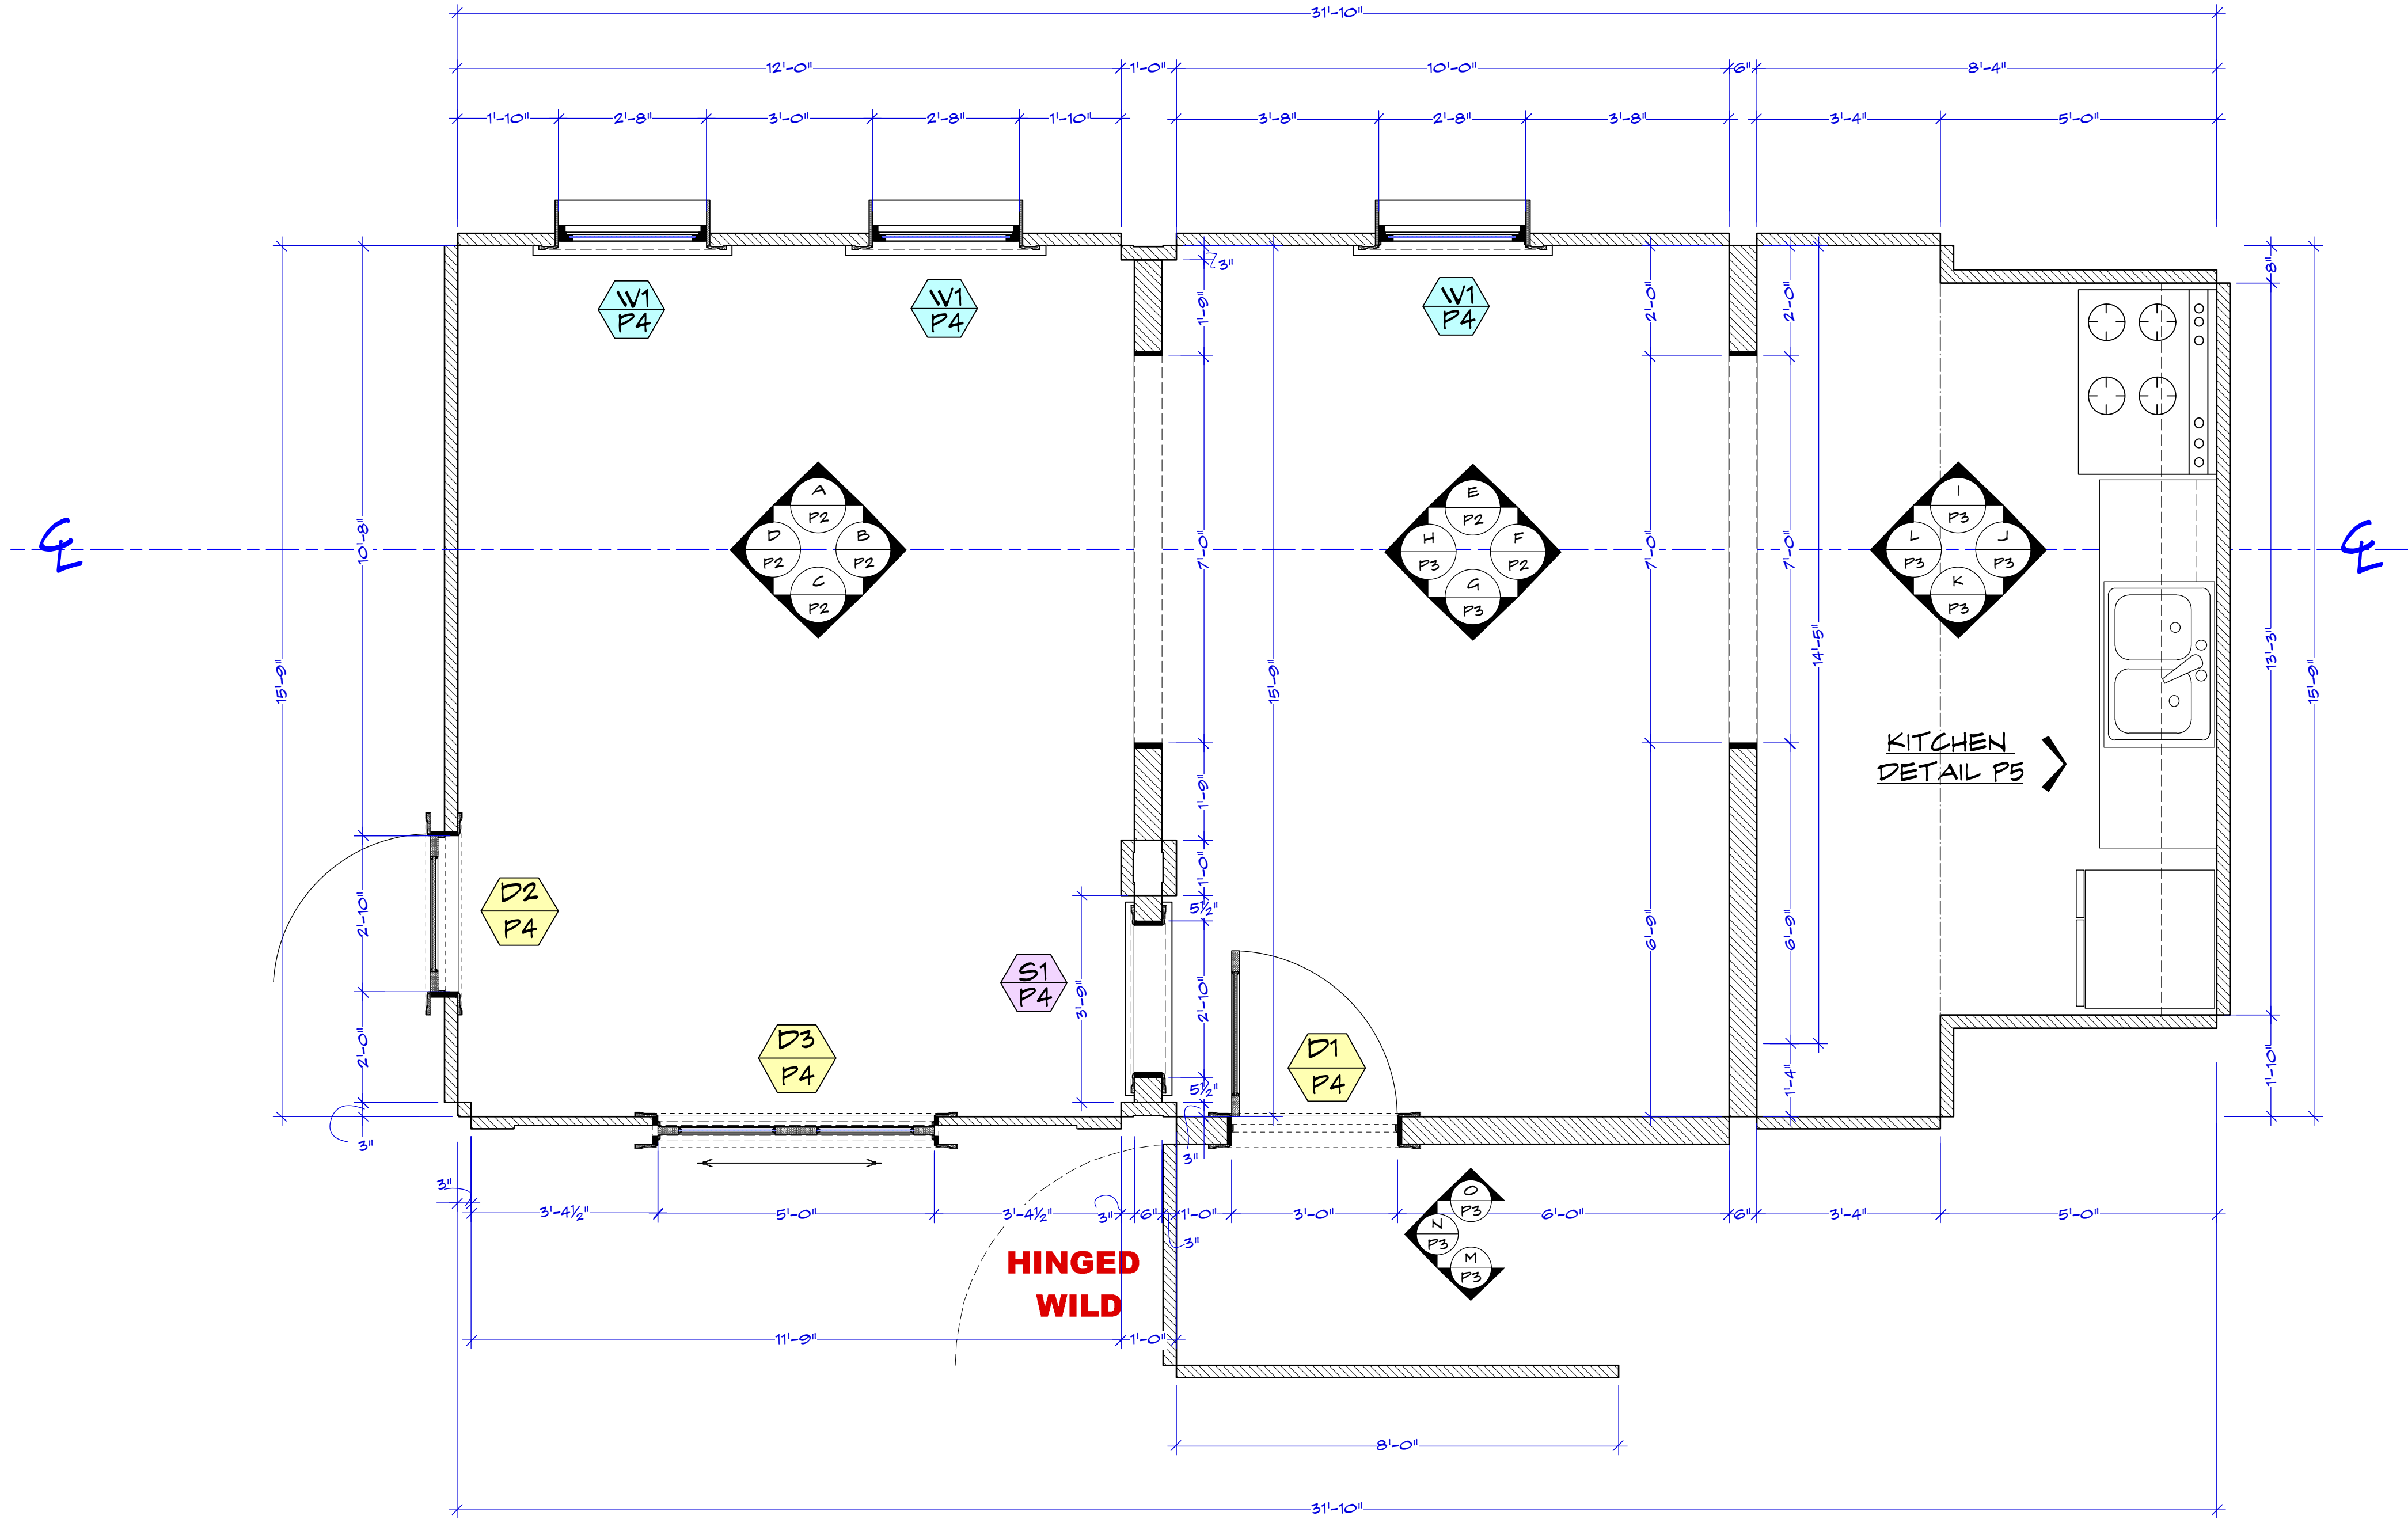 31'-10"
12'-0" 1'-0" 10'-0" 6" 8'-4"
1'-10" 2'-8" 3'-0" 2'-8" 1'-10" 3'-8" 2'-8" 3'-8" 3'-4" 5'-0"
3" 8"
W1 W1 W1
P4 P4 P4
1'-9" 2'-0" 2'-0"
A E I
P2 P2 P3
D B H F L J
P2 P2 P3 P2 P3 P3
C G K
P2 P3 P3
CL CL
10'-8" 7'-0" 7'-0" 7'-0"
15'-9" 15'-9" 14'-5" 13'-3" 15'-9"
KITCHEN
DETAIL P5
1'-9"
1'-0"
D2
P4
2'-10" 5½" 6'-9" 6'-9"
S1
P4
3'-9" 2'-10"
D3 D1
P4 P4
2'-0" 5½" 1'-4" 1'-10"
3" 3"
3" 3'-4½" 5'-0" 3'-4½" 3" 6" 1'-0" 3'-0" 6'-0" 6" 3'-4" 5'-0"
3"
O
P3
N
P3
M
P3
HINGED
WILD
11'-9" 1'-0"
8'-0"
31'-10"